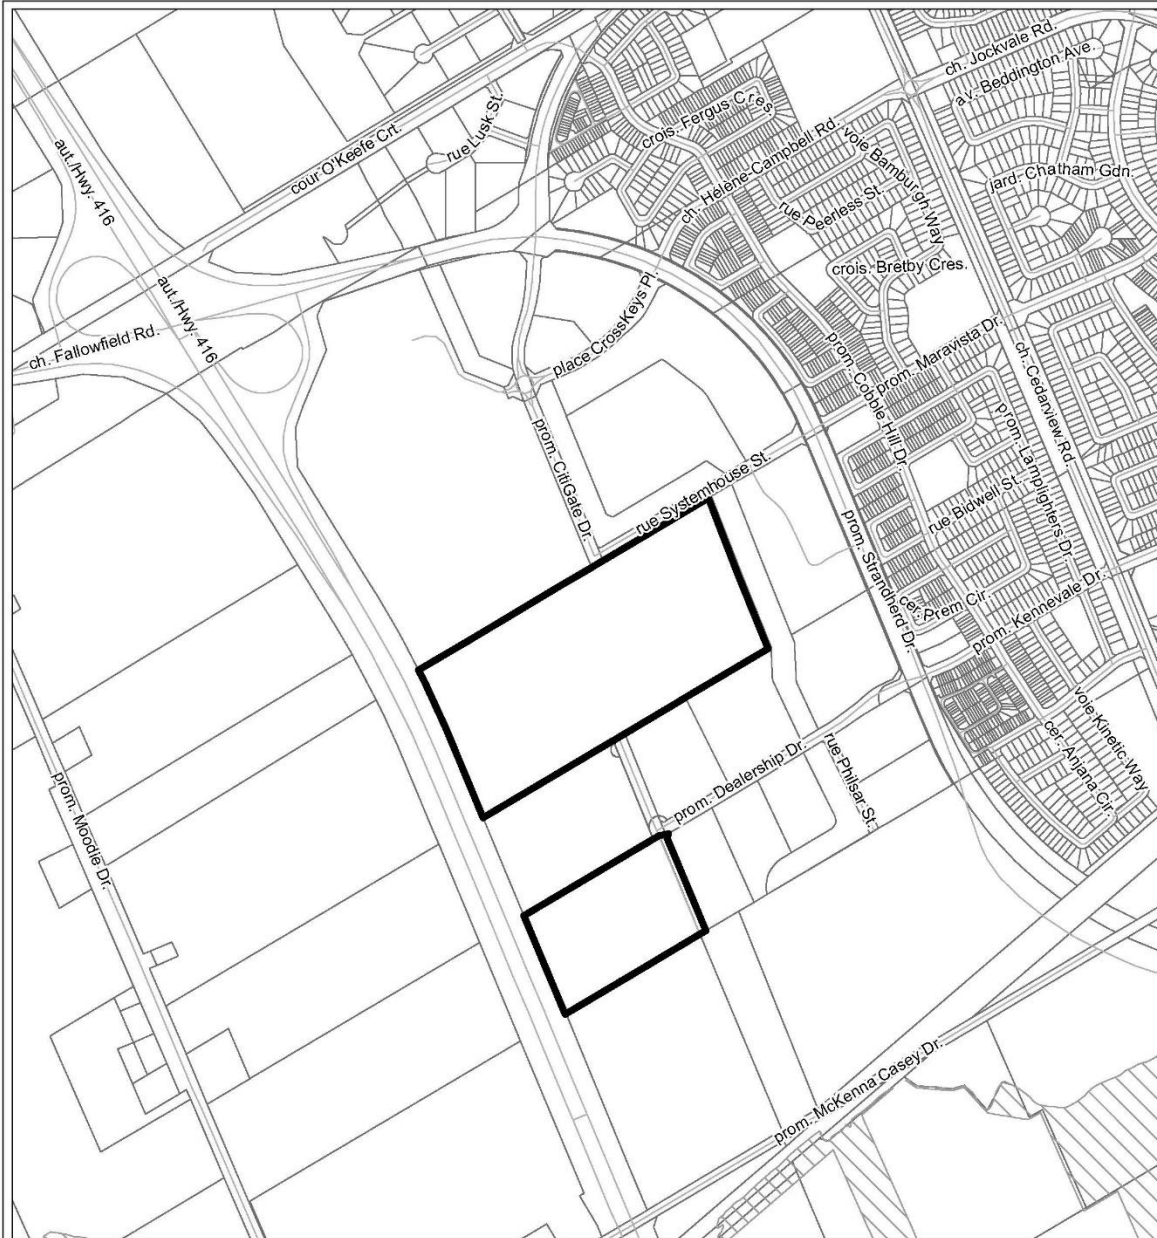 ch. Jockvale Rd.
av. Beddington Ave.
aut./Hwy. 416
cour O'Keefe Crt.
rue Lusk St.
crois. Fergus Cres
ch. Hélène-Campbell Rd.
voie Bamburgh Way
jard. Chatham Gdn.
rue Peerless St.
crois. Bretby Cres.
aut./Hwy. 416
ch. Fallowfield Rd.
place CrossKeys Pl.
prom. Maravista Dr.
prom. Cobble Hill Dr.
ch. Cedarview Rd.
prom. CitiGate Dr.
prom. Lamplighters Dr.
rue Systemhouse St.
rue Bidwell St.
prom. Strandherd Dr.
cer. Prem Cir.
prom. Kennevale Dr.
voie Kinetic Way
cer. Anjana Cir.
prom. Dealership Dr.
rue Philsar St.
prom. Moodie Dr.
prom. McKenna Casey Dr.